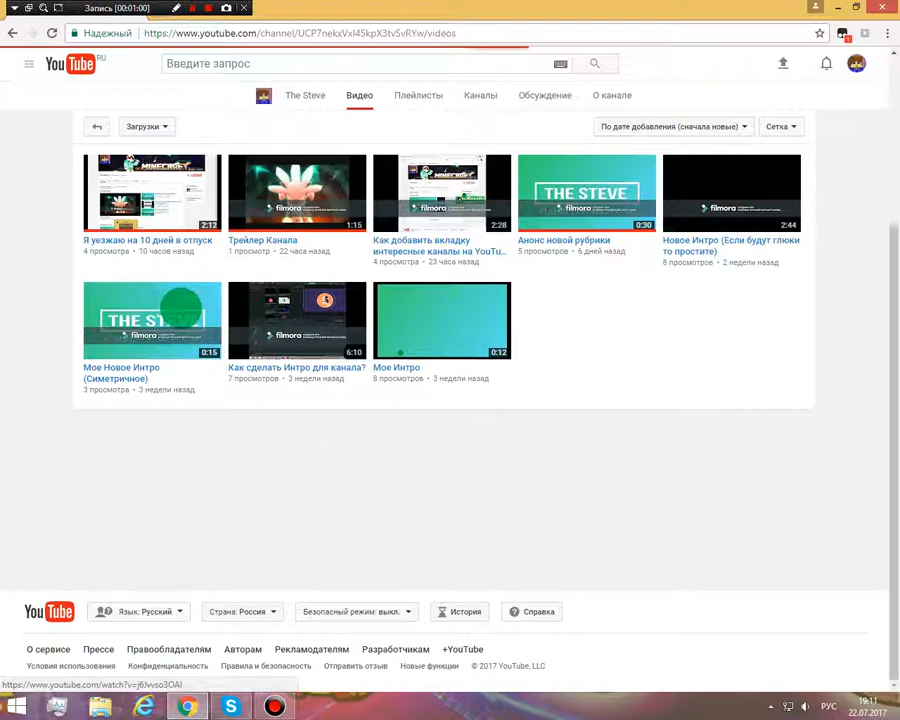 Запись [00:01:00]
Надежный https://www.youtube.com/channel/UCP7nekxVxl45kpX3tvSvRYw/videos
YouTube RU
Введите запрос
The Steve Видео Плейлисты Каналы Обсуждение О канале
Загрузки По дате добавления (сначала новые) Сетка
MINECRAFT filmora 2:12
filmora 1:15
MINECRAFT filmora 2:28
THE STEVE filmora 0:30
filmora 2:44
Я уезжаю на 10 дней в отпуск
4 просмотра • 10 часов назад
Трейлер Канала
1 просмотр • 22 часа назад
Как добавить вкладку
интересные каналы на YouTu...
4 просмотра • 23 часа назад
Анонс новой рубрики
5 просмотров • 6 дней назад
Новое Интро (Если будут глюки
то простите)
8 просмотров • 2 недели назад
THE STEVE filmora 0:15
filmora 6:10
filmora 0:12
Мое Новое Интро
(Симетричное)
3 просмотра • 3 недели назад
Как сделать Интро для канала?
7 просмотров • 3 недели назад
Мое Интро
8 просмотров • 3 недели назад
YouTube Язык: Русский Страна: Россия Безопасный режим: выкл. История Справка
О сервисе Прессе Правообладателям Авторам Рекламодателям Разработчикам +YouTube
Условия использования Конфиденциальность Правила и безопасность Отправить отзыв Новые функции © 2017 YouTube, LLC
РУС
19:11
22.07.2017